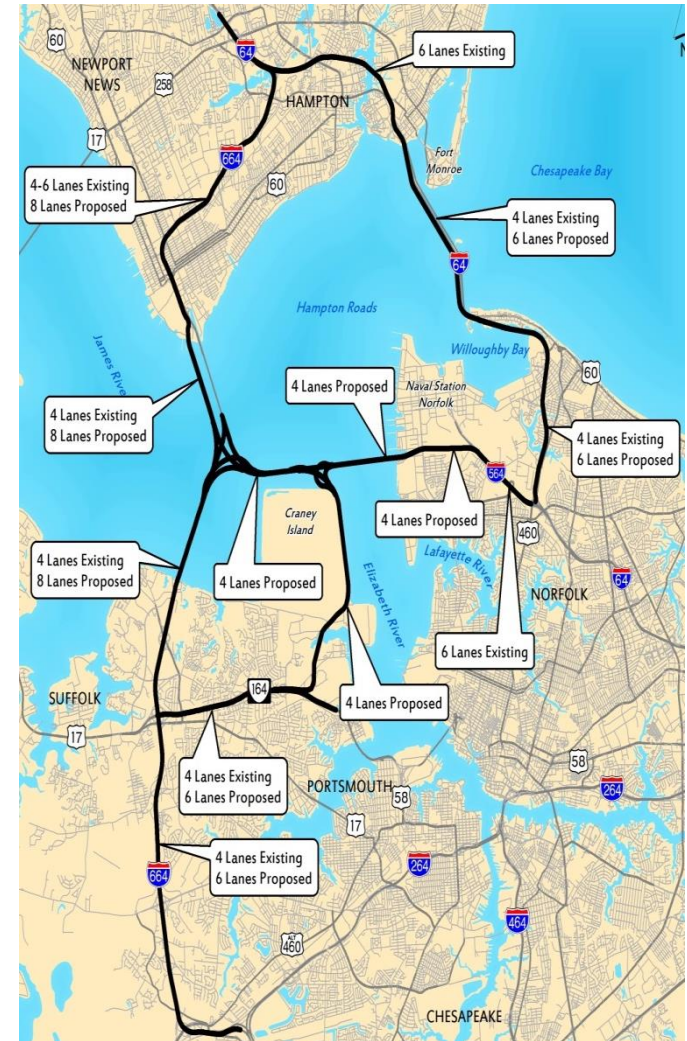 60
64
6 Lanes Existing
NEWPORT
NEWS
258
HAMPTON
17
664
Fort
Monroe
Chesapeake Bay
60
4-6 Lanes Existing
8 Lanes Proposed
4 Lanes Existing
6 Lanes Proposed
64
Hampton Roads
James River
Willoughby Bay
60
4 Lanes Proposed
Naval Station
Norfolk
4 Lanes Existing
8 Lanes Proposed
4 Lanes Existing
6 Lanes Proposed
564
Craney
Island
4 Lanes Proposed
460
4 Lanes Existing
8 Lanes Proposed
4 Lanes Proposed
Elizabeth River
Lafayette River
64
NORFOLK
6 Lanes Existing
164
4 Lanes Proposed
SUFFOLK
17
4 Lanes Existing
6 Lanes Proposed
PORTSMOUTH
58
58
264
17
4 Lanes Existing
6 Lanes Proposed
664
264
464
ALT
460
CHESAPEAKE